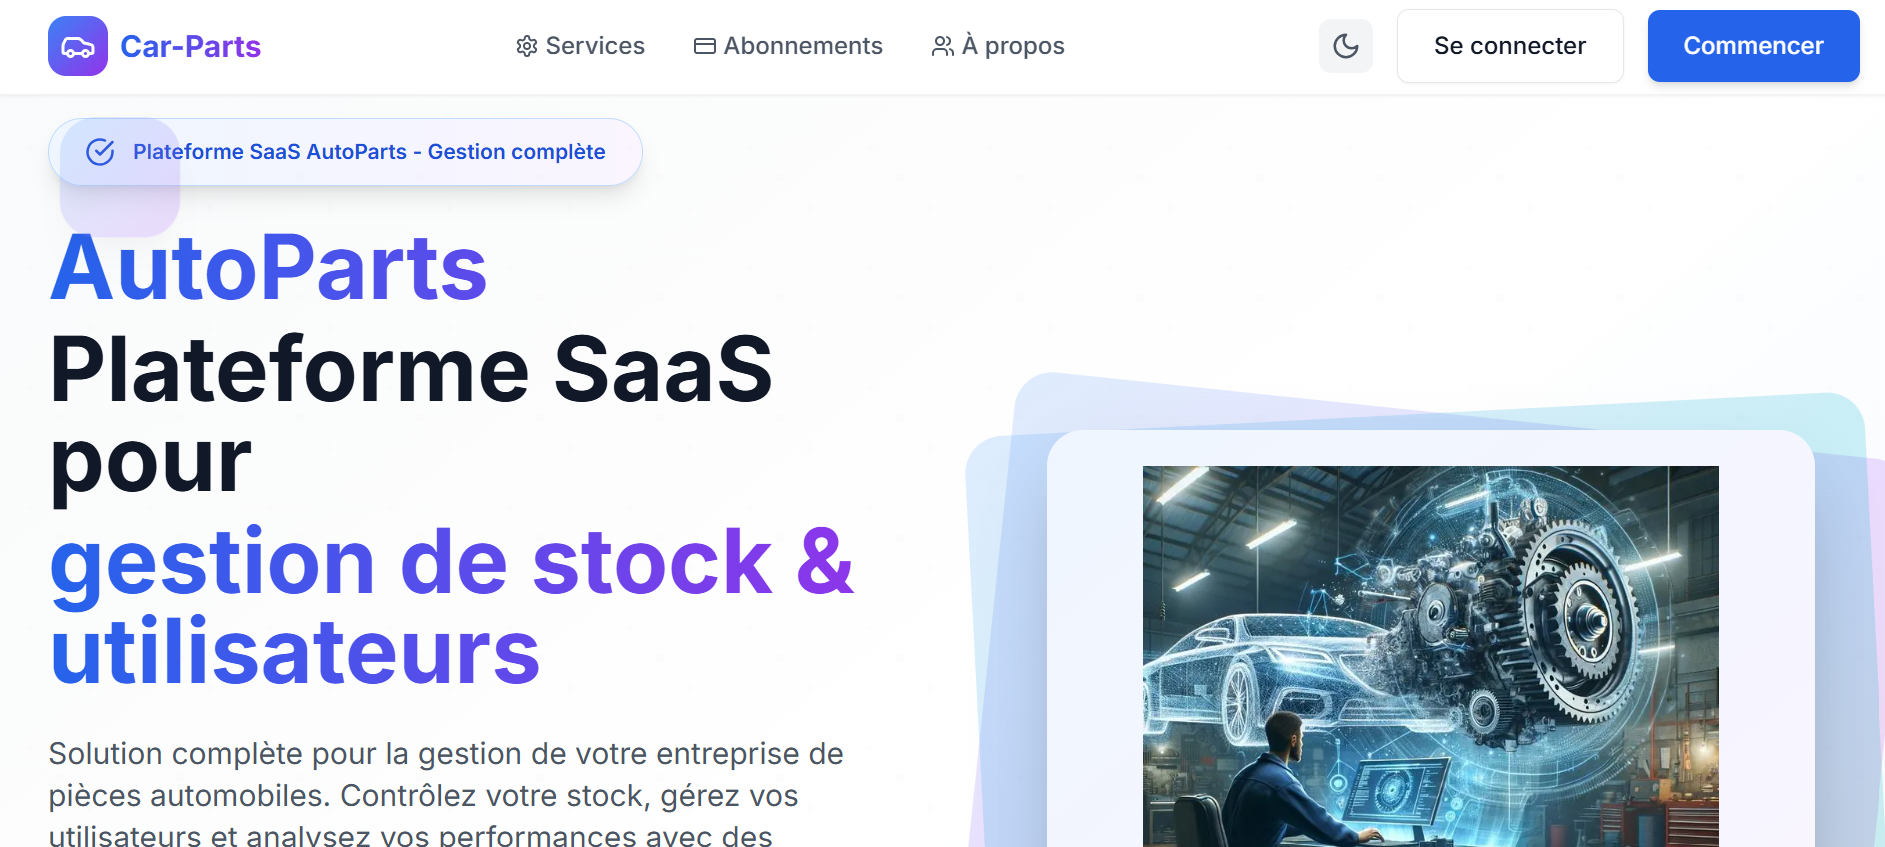 Car-Parts
Services
Abonnements
À propos
Se connecter
Commencer
Plateforme SaaS AutoParts - Gestion complète
AutoParts
Plateforme SaaS
pour
gestion de stock &
utilisateurs
Solution complète pour la gestion de votre entreprise de
pièces automobiles. Contrôlez votre stock, gérez vos
utilisateurs et analysez vos performances avec des